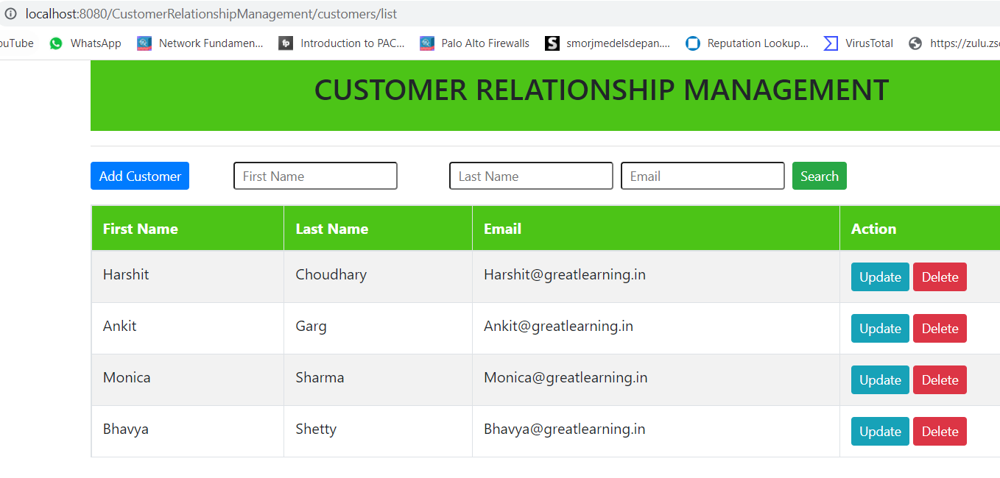 localhost:8080/CustomerRelationshipManagement/customers/list
ouTube WhatsApp Network Fundamen... Introduction to PAC... Palo Alto Firewalls smorjmedelsdepan.... Reputation Lookup... VirusTotal https://zulu.zsc
CUSTOMER RELATIONSHIP MANAGEMENT
Add Customer First Name Last Name Email Search
First Name Last Name Email Action
Harshit Choudhary Harshit@greatlearning.in Update Delete
Ankit Garg Ankit@greatlearning.in Update Delete
Monica Sharma Monica@greatlearning.in Update Delete
Bhavya Shetty Bhavya@greatlearning.in Update Delete